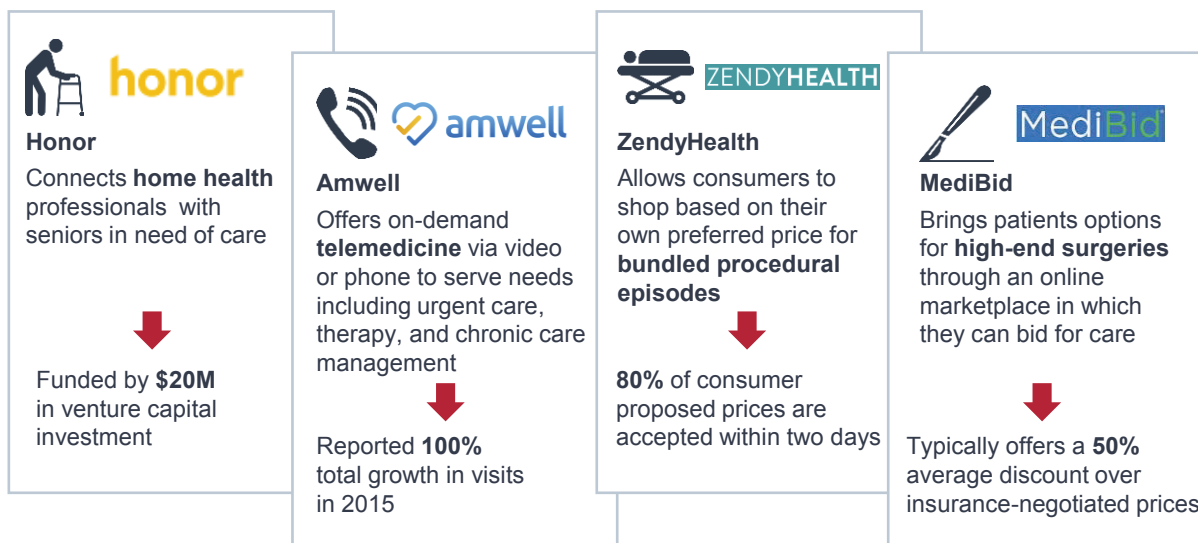 honor
Honor
Connects home health
professionals with
seniors in need of care
Funded by $20M
in venture capital
investment
amwell
Amwell
Offers on-demand
telemedicine via video
or phone to serve needs
including urgent care,
therapy, and chronic care
management
Reported 100%
total growth in visits
in 2015
ZENDYHEALTH
ZendyHealth
Allows consumers to
shop based on their
own preferred price for
bundled procedural
episodes
80% of consumer
proposed prices are
accepted within two days
MediBid
MediBid
Brings patients options
for high-end surgeries
through an online
marketplace in which
they can bid for care
Typically offers a 50%
average discount over
insurance-negotiated prices